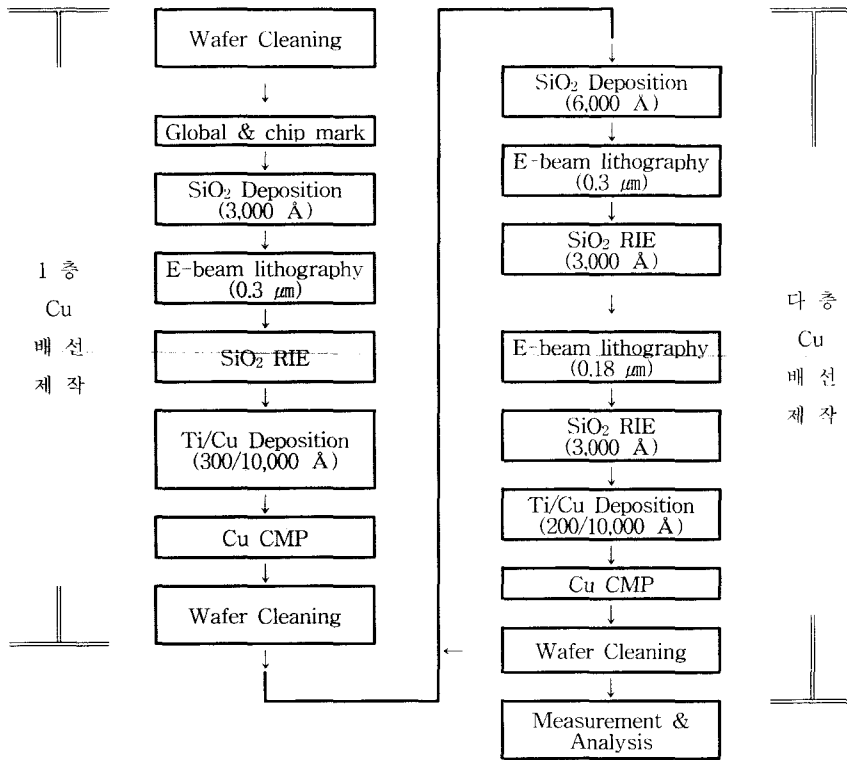 Wafer Cleaning
Global & chip mark
SiO₂ Deposition
(3,000 Å)
E-beam lithography
(0.3 ㎛)
SiO₂ RIE
Ti/Cu Deposition
(300/10,000 Å)
Cu CMP
Wafer Cleaning
1 층
Cu
배 선
제 작
SiO₂ Deposition
(6,000 Å)
E-beam lithography
(0.3 ㎛)
SiO₂ RIE
(3,000 Å)
E-beam lithography
(0.18 ㎛)
SiO₂ RIE
(3,000 Å)
Ti/Cu Deposition
(200/10,000 Å)
Cu CMP
Wafer Cleaning
Measurement &
Analysis
다 층
Cu
배 선
제 작